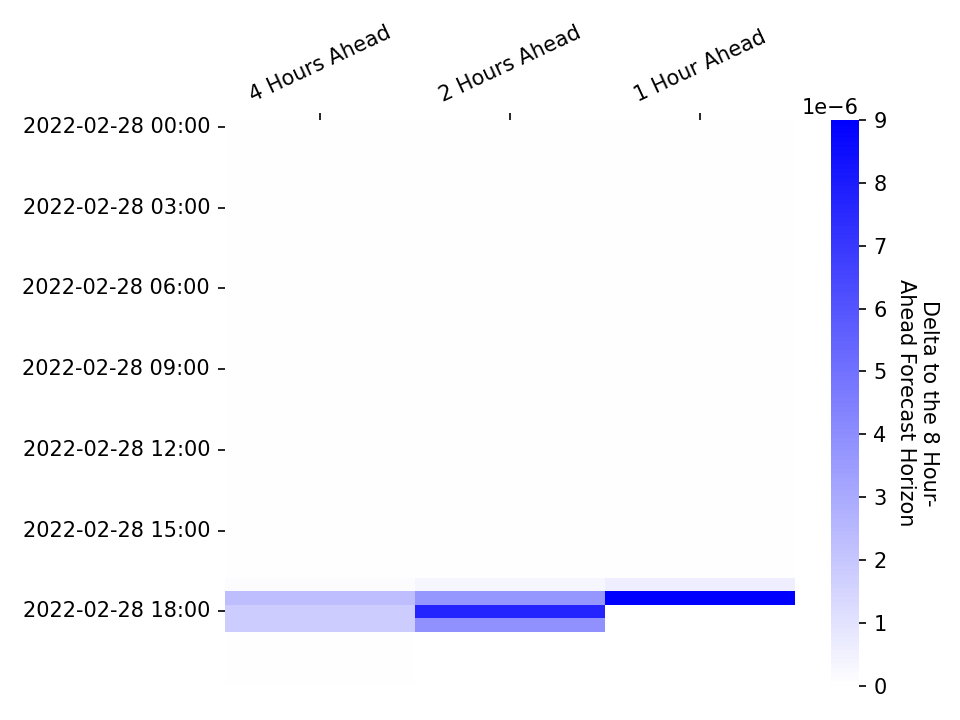 4 Hours Ahead
2 Hours Ahead
1 Hour Ahead
1e−6
2022-02-28 00:00
2022-02-28 03:00
2022-02-28 06:00
2022-02-28 09:00
2022-02-28 12:00
2022-02-28 15:00
2022-02-28 18:00
9
8
7
6
5
4
3
2
1
0
Delta to the 8 Hour-
Ahead Forecast Horizon